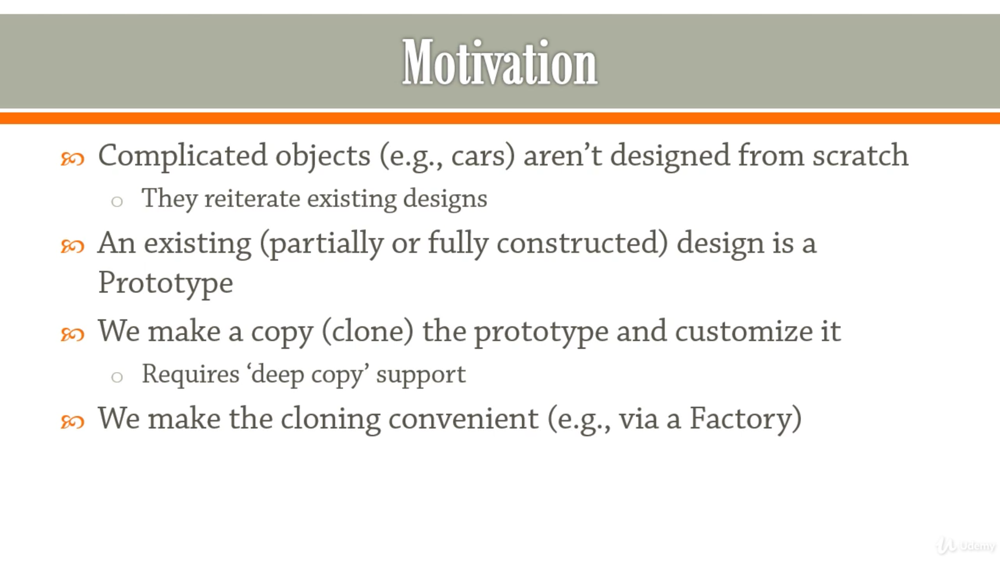 Motivation
Complicated objects (e.g., cars) aren’t designed from scratch
They reiterate existing designs
An existing (partially or fully constructed) design is a
Prototype
We make a copy (clone) the prototype and customize it
Requires ‘deep copy’ support
We make the cloning convenient (e.g., via a Factory)
Udemy